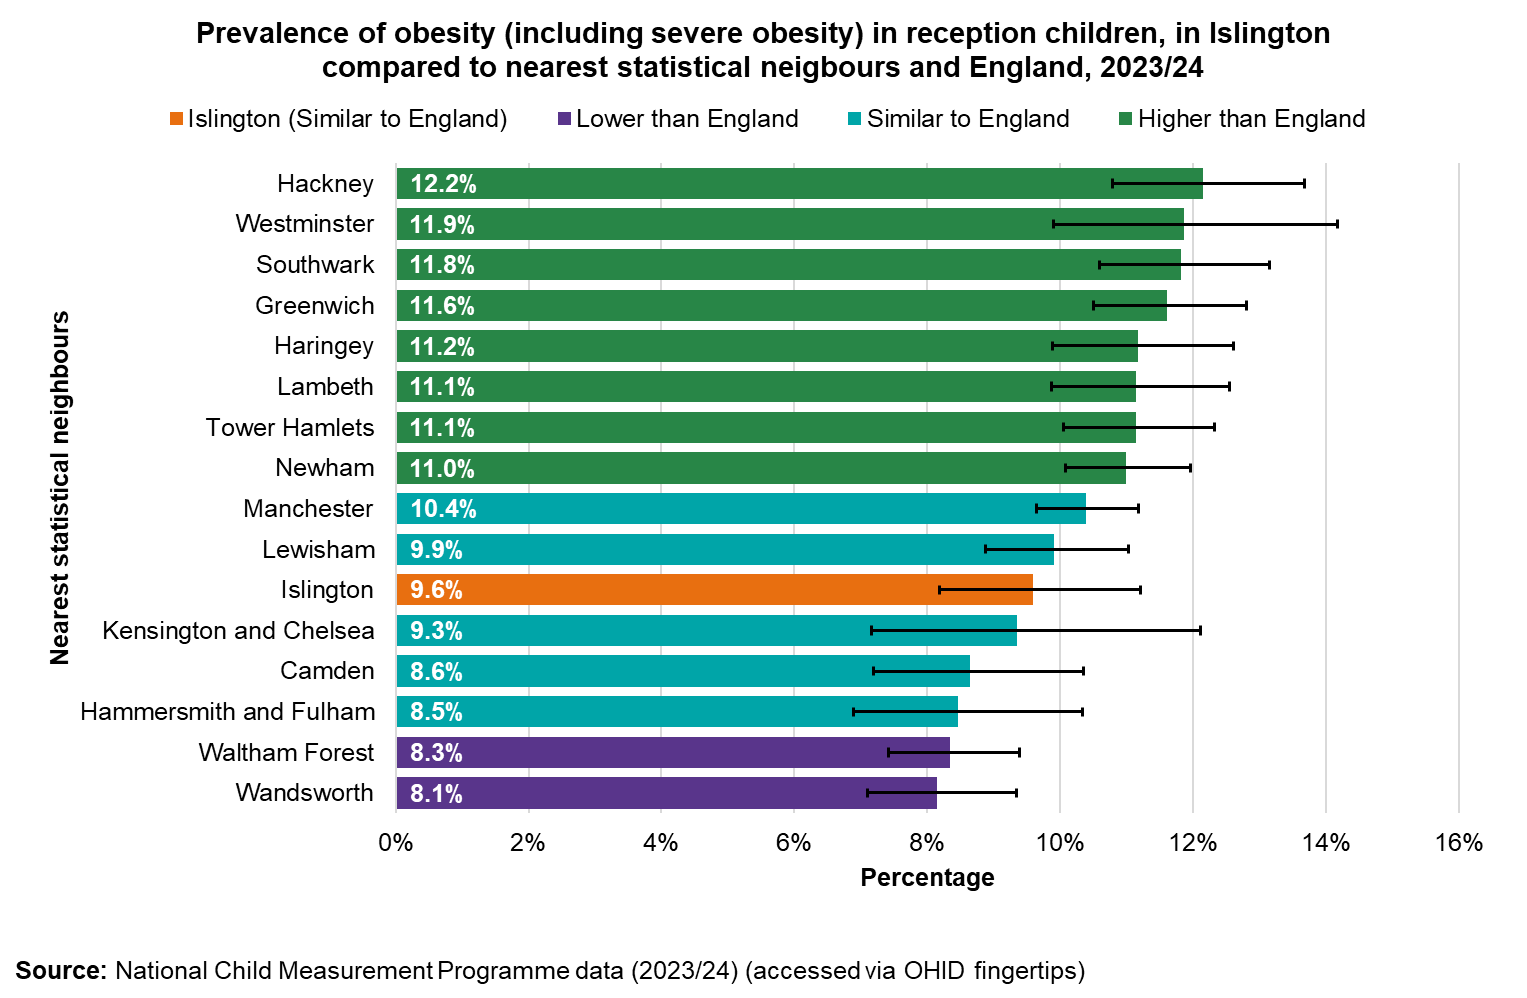 Prevalence of obesity (including severe obesity) in reception children, in Islington
compared to nearest statistical neigbours and England, 2023/24
Islington (Similar to England) Lower than England Similar to England Higher than England
Nearest statistical neighbours
Hackney 12.2%
Westminster 11.9%
Southwark 11.8%
Greenwich 11.6%
Haringey 11.2%
Lambeth 11.1%
Tower Hamlets 11.1%
Newham 11.0%
Manchester 10.4%
Lewisham 9.9%
Islington 9.6%
Kensington and Chelsea 9.3%
Camden 8.6%
Hammersmith and Fulham 8.5%
Waltham Forest 8.3%
Wandsworth 8.1%
0% 2% 4% 6% 8% 10% 12% 14% 16%
Percentage
Source: National Child Measurement Programme data (2023/24) (accessed via OHID fingertips)